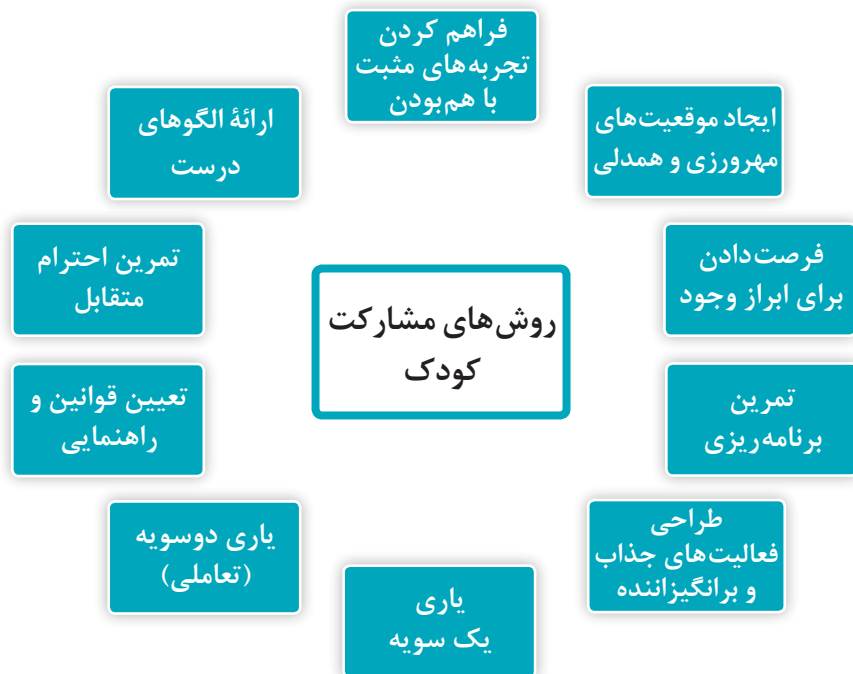 فراهم کردن
تجربه‌های مثبت
با هم‌بودن
ایجاد موقعیت‌های
مهرورزی و همدلی
فرصت‌دادن
برای ابراز وجود
تمرین
برنامه‌ریزی
طراحی
فعالیت‌های جذاب
و برانگیزاننده
یاری
یک سویه
یاری دوسویه
(تعاملی)
تعیین قوانین و
راهنمایی
تمرین احترام
متقابل
ارائهٔ الگوهای
درست
روش‌های مشارکت
کودک